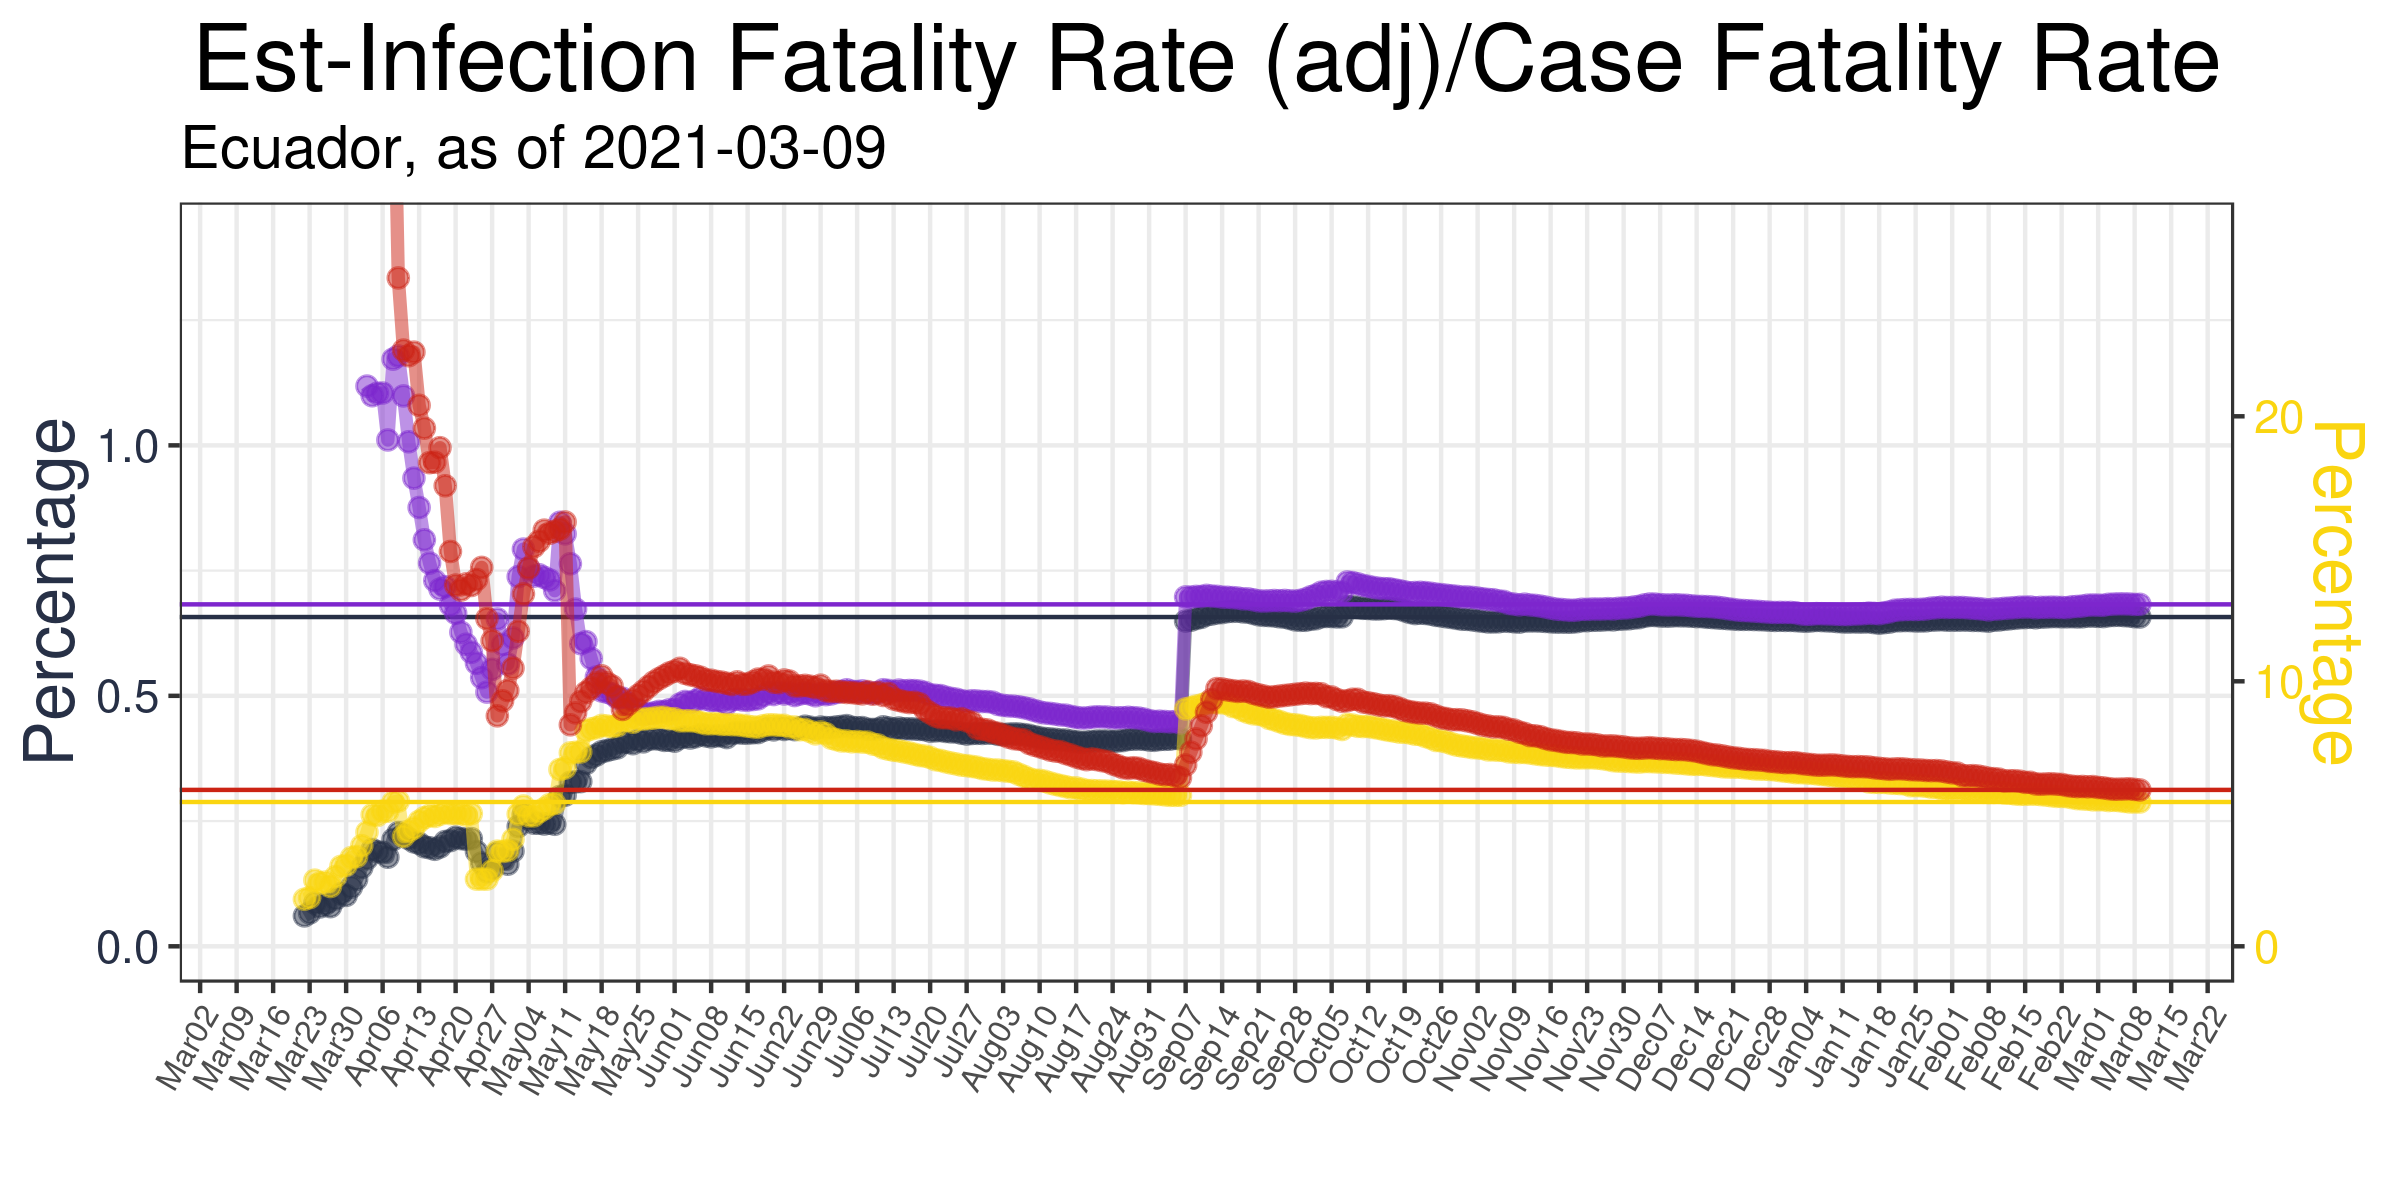 Est-Infection Fatality Rate (adj)/Case Fatality Rate
Ecuador, as of 2021-03-09
Percentage
1.0
0.5
0.0
20
10
0
Percentage
Mar02
Mar09
Mar16
Mar23
Mar30
Apr06
Apr13
Apr20
Apr27
May04
May11
May18
May25
Jun01
Jun08
Jun15
Jun22
Jun29
Jul06
Jul13
Jul20
Jul27
Aug03
Aug10
Aug17
Aug24
Aug31
Sep07
Sep14
Sep21
Sep28
Oct05
Oct12
Oct19
Oct26
Nov02
Nov09
Nov16
Nov23
Nov30
Dec07
Dec14
Dec21
Dec28
Jan04
Jan11
Jan18
Jan25
Feb01
Feb08
Feb15
Feb22
Mar01
Mar08
Mar15
Mar22